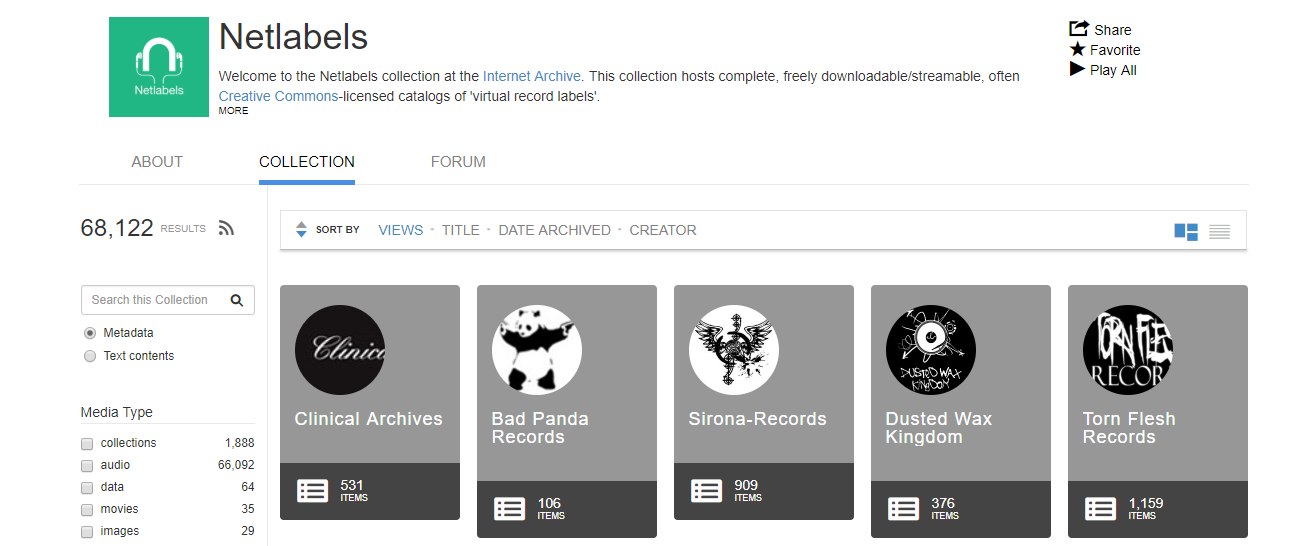 Netlabels
Netlabels
Welcome to the Netlabels collection at the Internet Archive. This collection hosts complete, freely downloadable/streamable, often
Creative Commons-licensed catalogs of 'virtual record labels'.
MORE
Share
Favorite
Play All
ABOUT
COLLECTION
FORUM
68,122 RESULTS
SORT BY VIEWS · TITLE · DATE ARCHIVED · CREATOR
Search this Collection
Metadata
Text contents
Media Type
collections 1,888
audio 66,092
data 64
movies 35
images 29
Clinica
Clinical Archives
531
ITEMS
Bad Panda
Records
106
ITEMS
Sirona-Records
909
ITEMS
DUSTED WAX
KINGDOM
Dusted Wax
Kingdom
376
ITEMS
TORN FLES
RECOR
Torn Flesh
Records
1,159
ITEMS